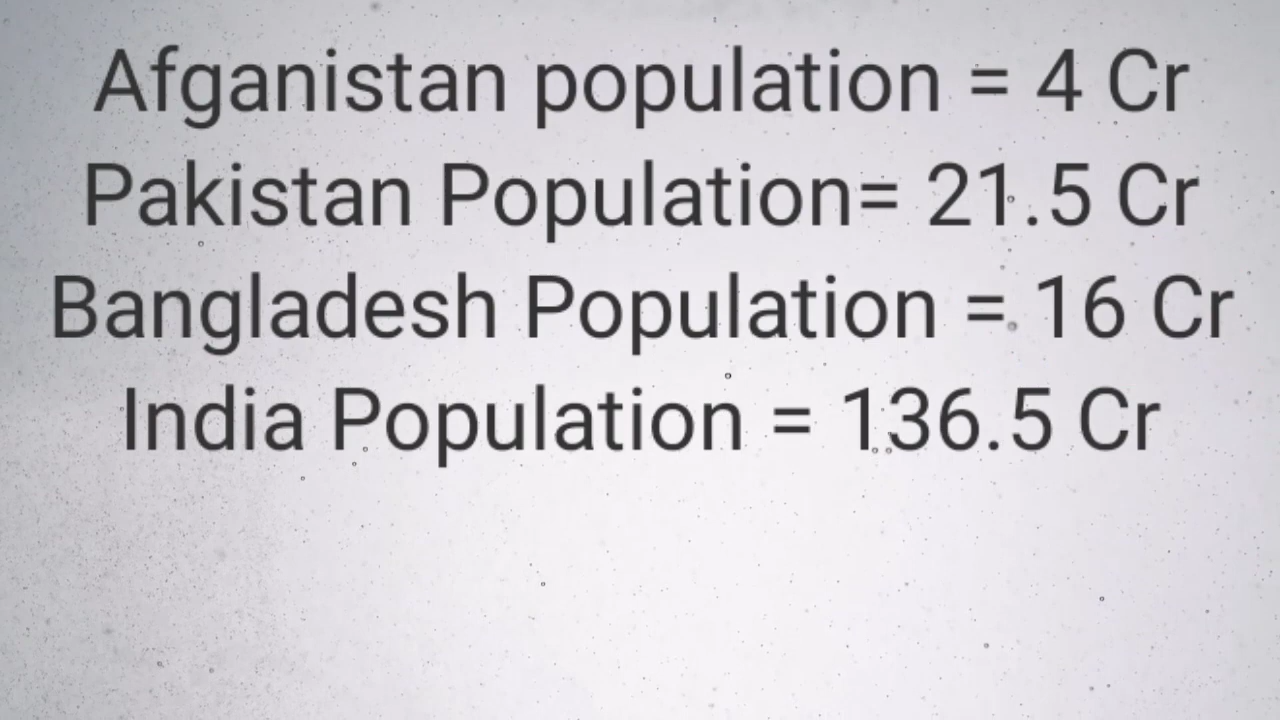 Afganistan population = 4 Cr
Pakistan Population= 21.5 Cr
Bangladesh Population = 16 Cr
India Population = 136.5 Cr